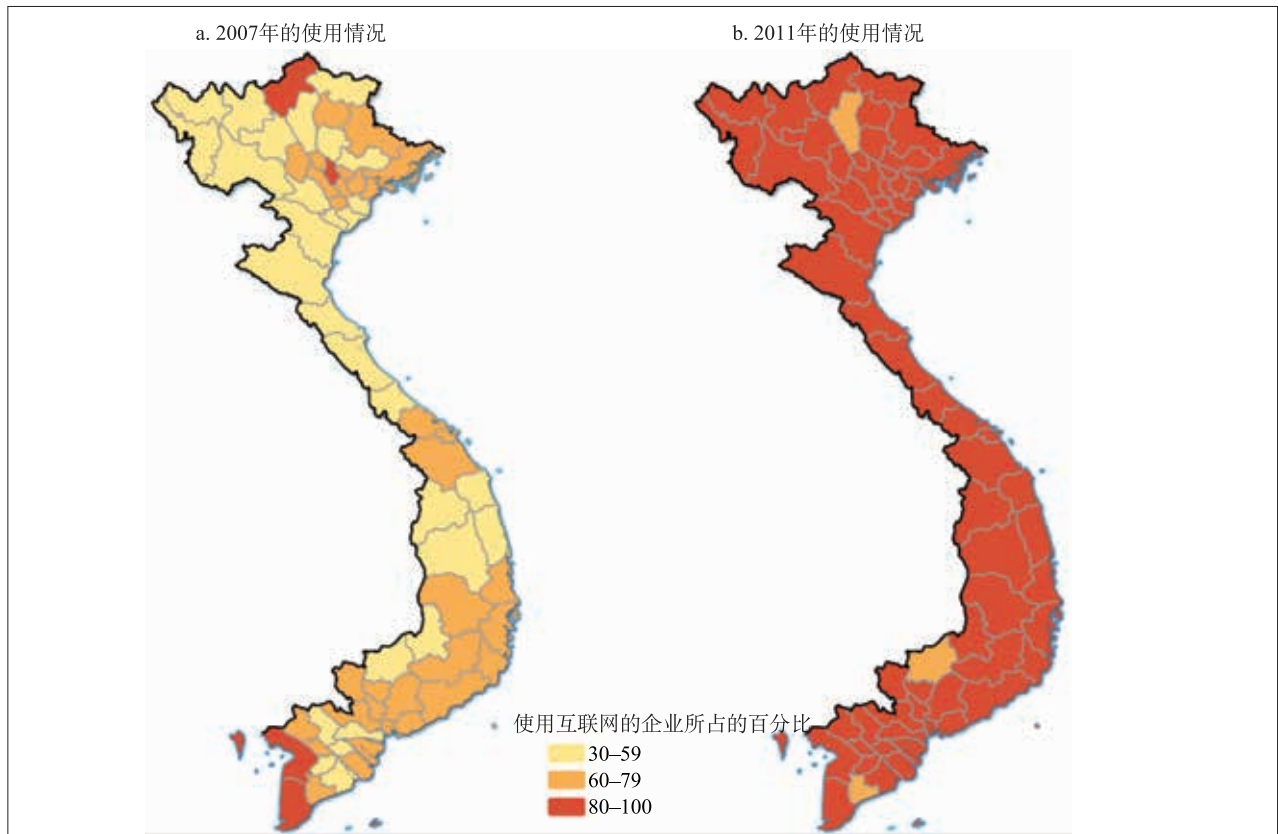 a. 2007年的使用情况
b. 2011年的使用情况
使用互联网的企业所占的百分比
30–59
60–79
80–100